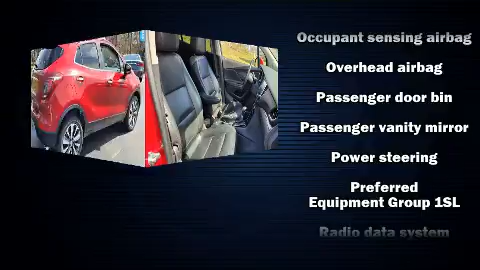 Occupant sensing airbag
Overhead airbag
Passenger door bin
Passenger vanity mirror
Power steering
Preferred
Equipment Group 1SL
Radio data system